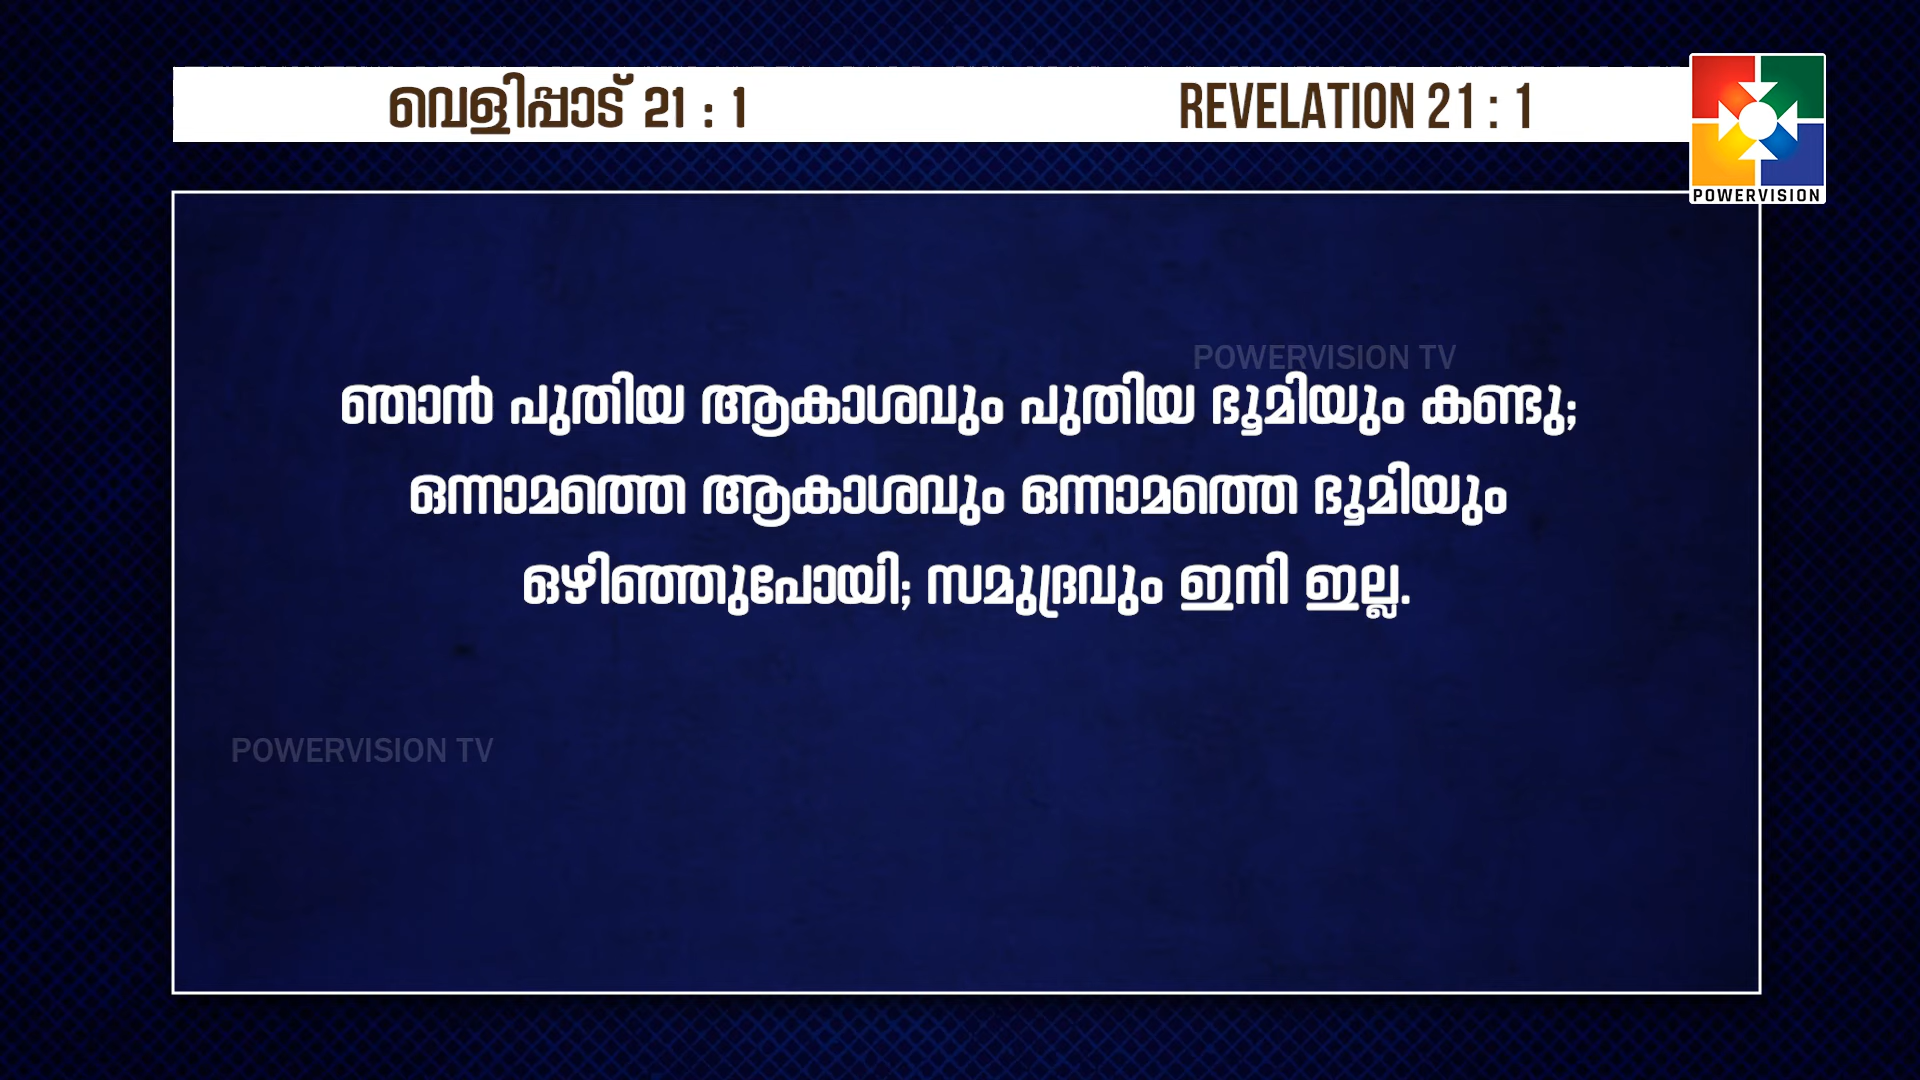 വെളിപ്പാട് 21 : 1
REVELATION 21 : 1
POWERVISION
POWERVISION TV
ഞാൻ പുതിയ ആകാശവും പുതിയ ഭൂമിയും കണ്ടു;
ഒന്നാമത്തെ ആകാശവും ഒന്നാമത്തെ ഭൂമിയും
ഒഴിഞ്ഞുപോയി; സമുദ്രവും ഇനി ഇല്ല.
POWERVISION TV